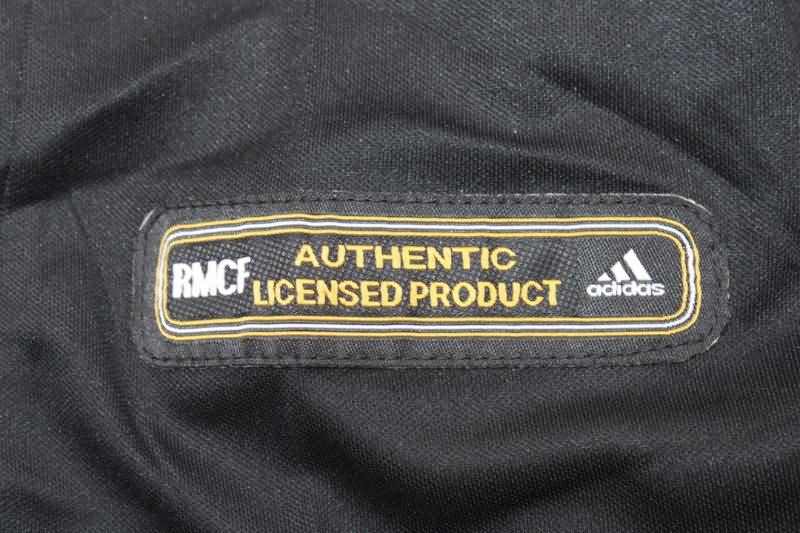 RMCF
AUTHENTIC
LICENSED PRODUCT
adidas